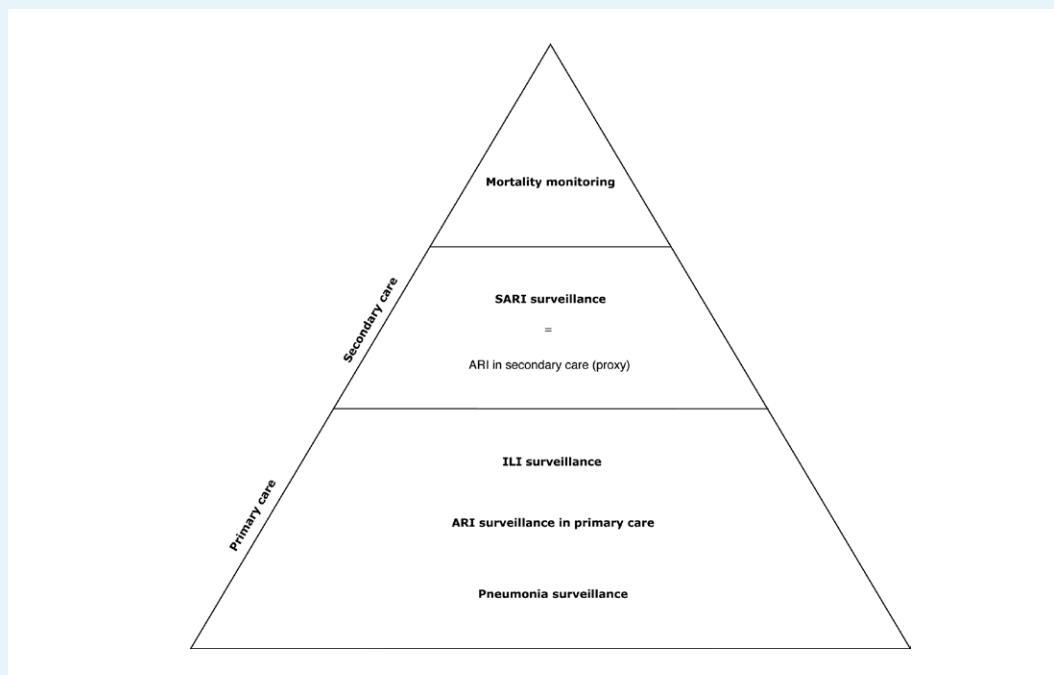 Mortality monitoring
Secondary care
SARI surveillance
=
ARI in secondary care (proxy)
Primary care
ILI surveillance
ARI surveillance in primary care
Pneumonia surveillance